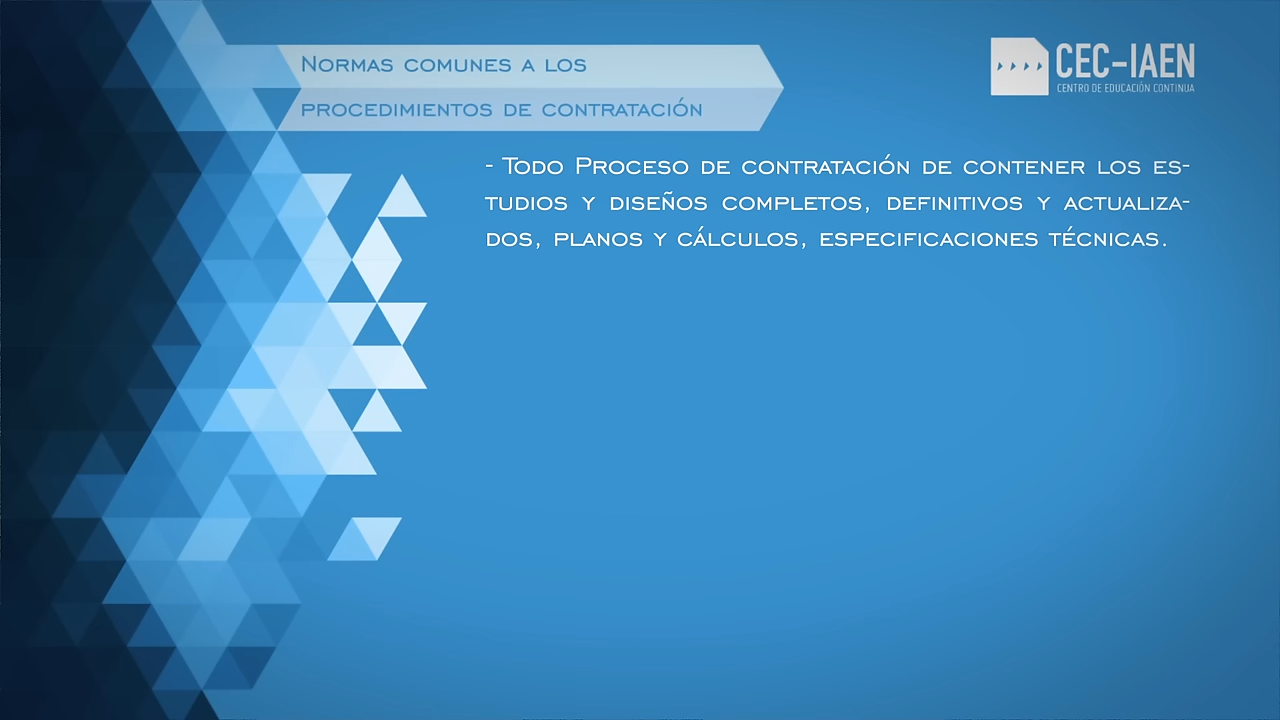 Normas comunes a los
procedimientos de contratación
CEC-IAEN
CENTRO DE EDUCACIÓN CONTINUA
- Todo Proceso de contratación de contener los es-
tudios y diseños completos, definitivos y actualiza-
dos, planos y cálculos, especificaciones técnicas.